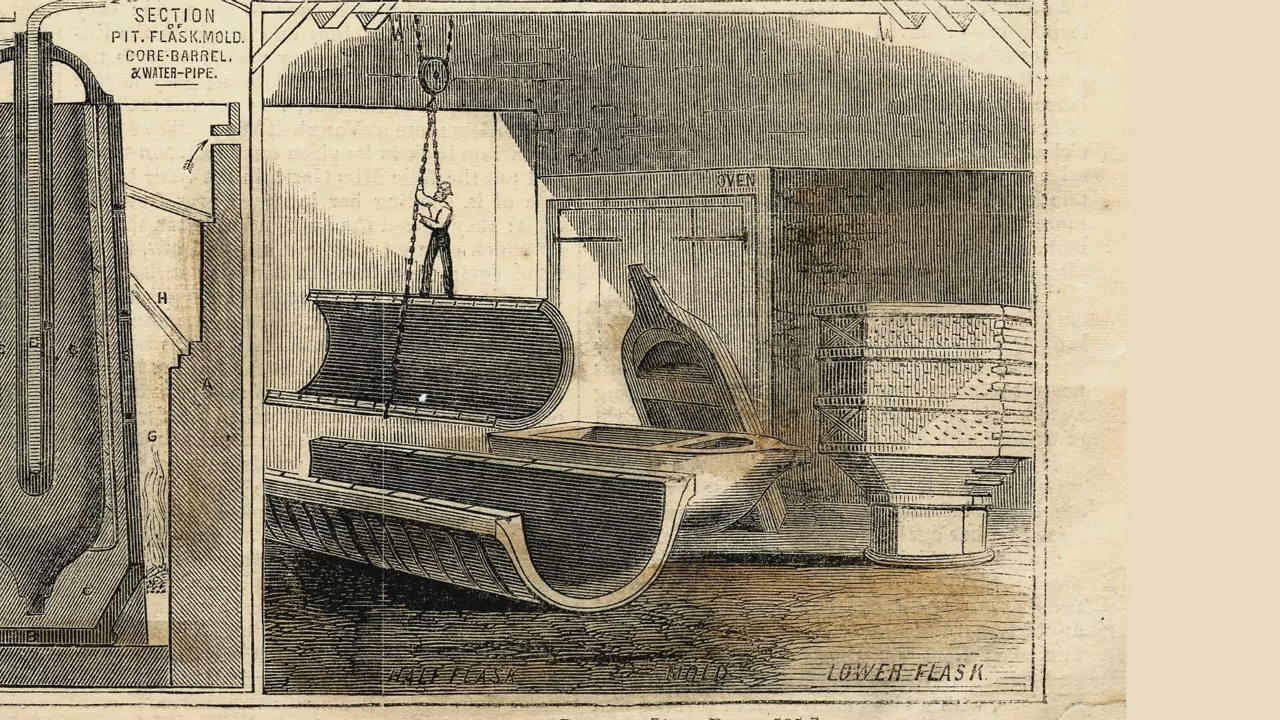 SECTION
OF
PIT. FLASK.MOLD.
CORE-BARREL.
&WATER-PIPE.
OVEN
H
C
A
G
C
B
HALF FLASK
MOLD
LOWER FLASK